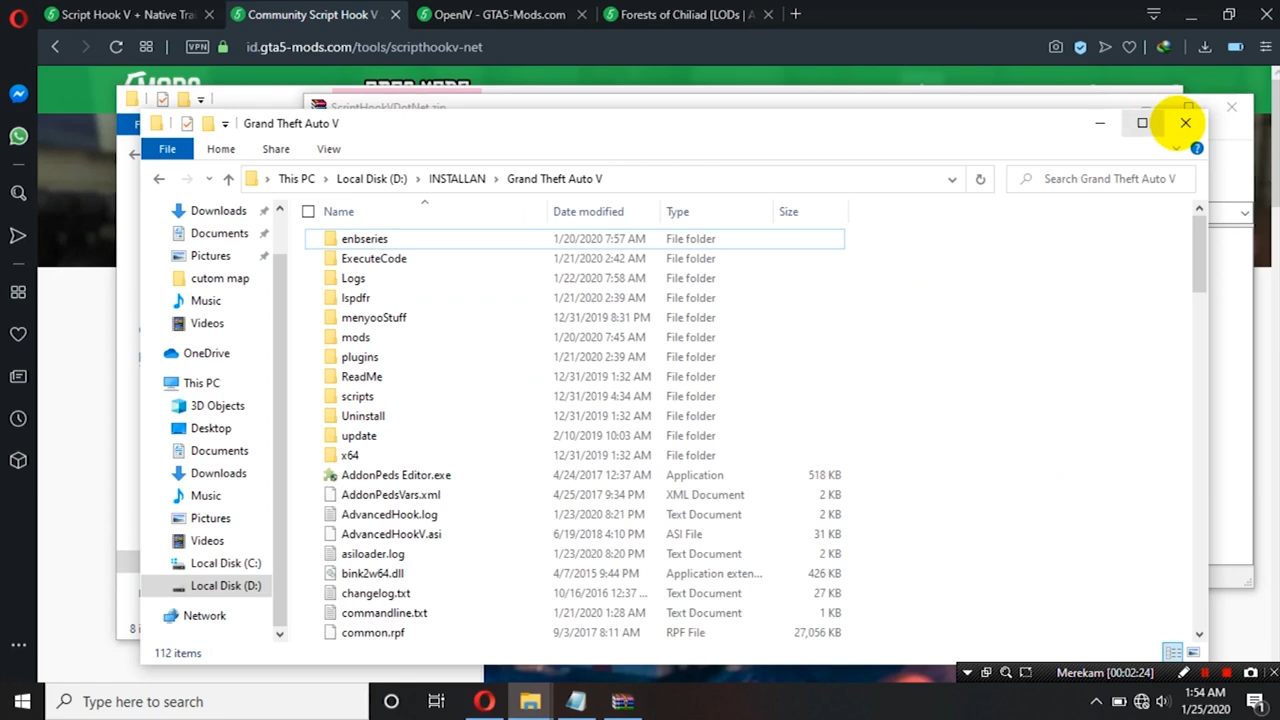 Script Hook V + Native Tra
Community Script Hook V
OpenIV - GTA5-Mods.com
Forests of Chiliad [LODs | A
VPN
id.gta5-mods.com/tools/scripthookv-net
ScriptHookVDotNet.zip
Grand Theft Auto V
File
Home
Share
View
This PC
Local Disk (D:)
INSTALLAN
Grand Theft Auto V
Search Grand Theft Auto V
Downloads
Documents
Pictures
cutom map
Music
Videos
OneDrive
This PC
3D Objects
Desktop
Documents
Downloads
Music
Pictures
Videos
Local Disk (C:)
Local Disk (D:)
Network
Name Date modified Type Size
enbseries 1/20/2020 7:57 AM File folder
ExecuteCode 1/21/2020 2:42 AM File folder
Logs 1/22/2020 7:58 AM File folder
lspdfr 1/21/2020 2:39 AM File folder
menyooStuff 12/31/2019 8:31 PM File folder
mods 1/20/2020 7:45 AM File folder
plugins 1/21/2020 2:39 AM File folder
ReadMe 12/31/2019 1:32 AM File folder
scripts 12/31/2019 4:34 AM File folder
Uninstall 12/31/2019 1:32 AM File folder
update 2/10/2019 10:03 AM File folder
x64 12/31/2019 1:32 AM File folder
AddonPeds Editor.exe 4/24/2017 12:37 AM Application 518 KB
AddonPedsVars.xml 4/25/2017 9:34 PM XML Document 2 KB
AdvancedHook.log 1/23/2020 8:21 PM Text Document 2 KB
AdvancedHookV.asi 6/19/2018 4:10 PM ASI File 31 KB
asiloader.log 1/23/2020 8:20 PM Text Document 2 KB
bink2w64.dll 4/7/2015 9:44 PM Application exten... 426 KB
changelog.txt 10/16/2016 12:37 ... Text Document 27 KB
commandline.txt 1/21/2020 1:28 AM Text Document 1 KB
common.rpf 9/3/2017 8:11 AM RPF File 27,056 KB
112 items
Merekam [00:02:24]
Type here to search
1:54 AM
1/25/2020